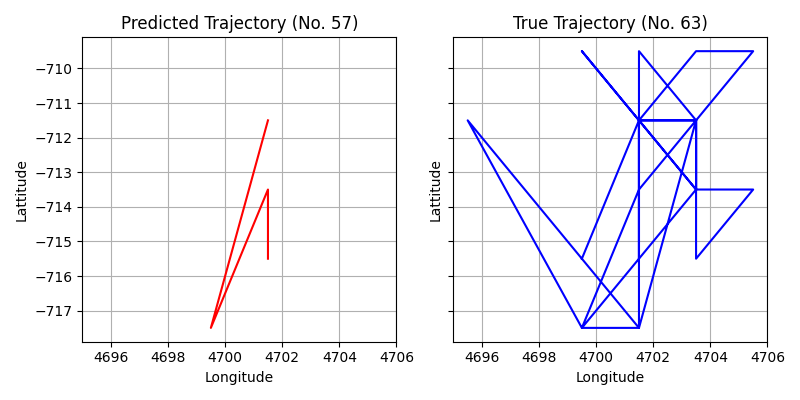 Predicted Trajectory (No. 57)
True Trajectory (No. 63)
−710
−711
−712
−713
−714
−715
−716
−717
Lattitude
Lattitude
4696 4698 4700 4702 4704 4706
4696 4698 4700 4702 4704 4706
Longitude
Longitude